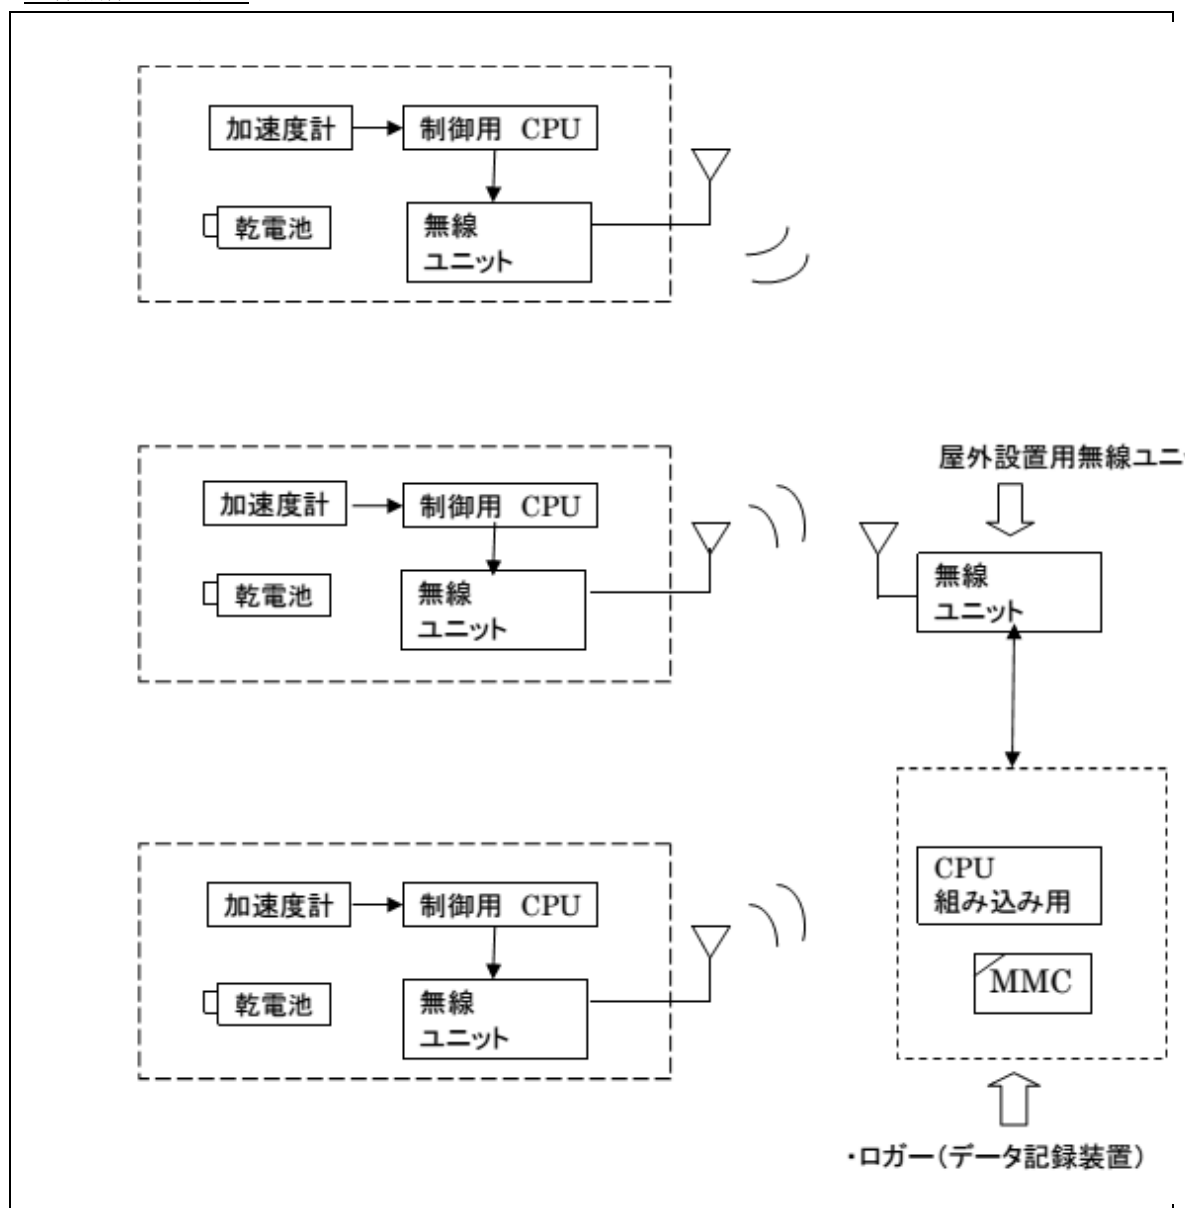 加速度計
制御用 CPU
乾電池
無線
ユニット
屋外設置用無線ユニ
加速度計
制御用 CPU
乾電池
無線
ユニット
無線
ユニット
加速度計
制御用 CPU
乾電池
無線
ユニット
CPU
組み込み用
MMC
・ロガー(データ記録装置)